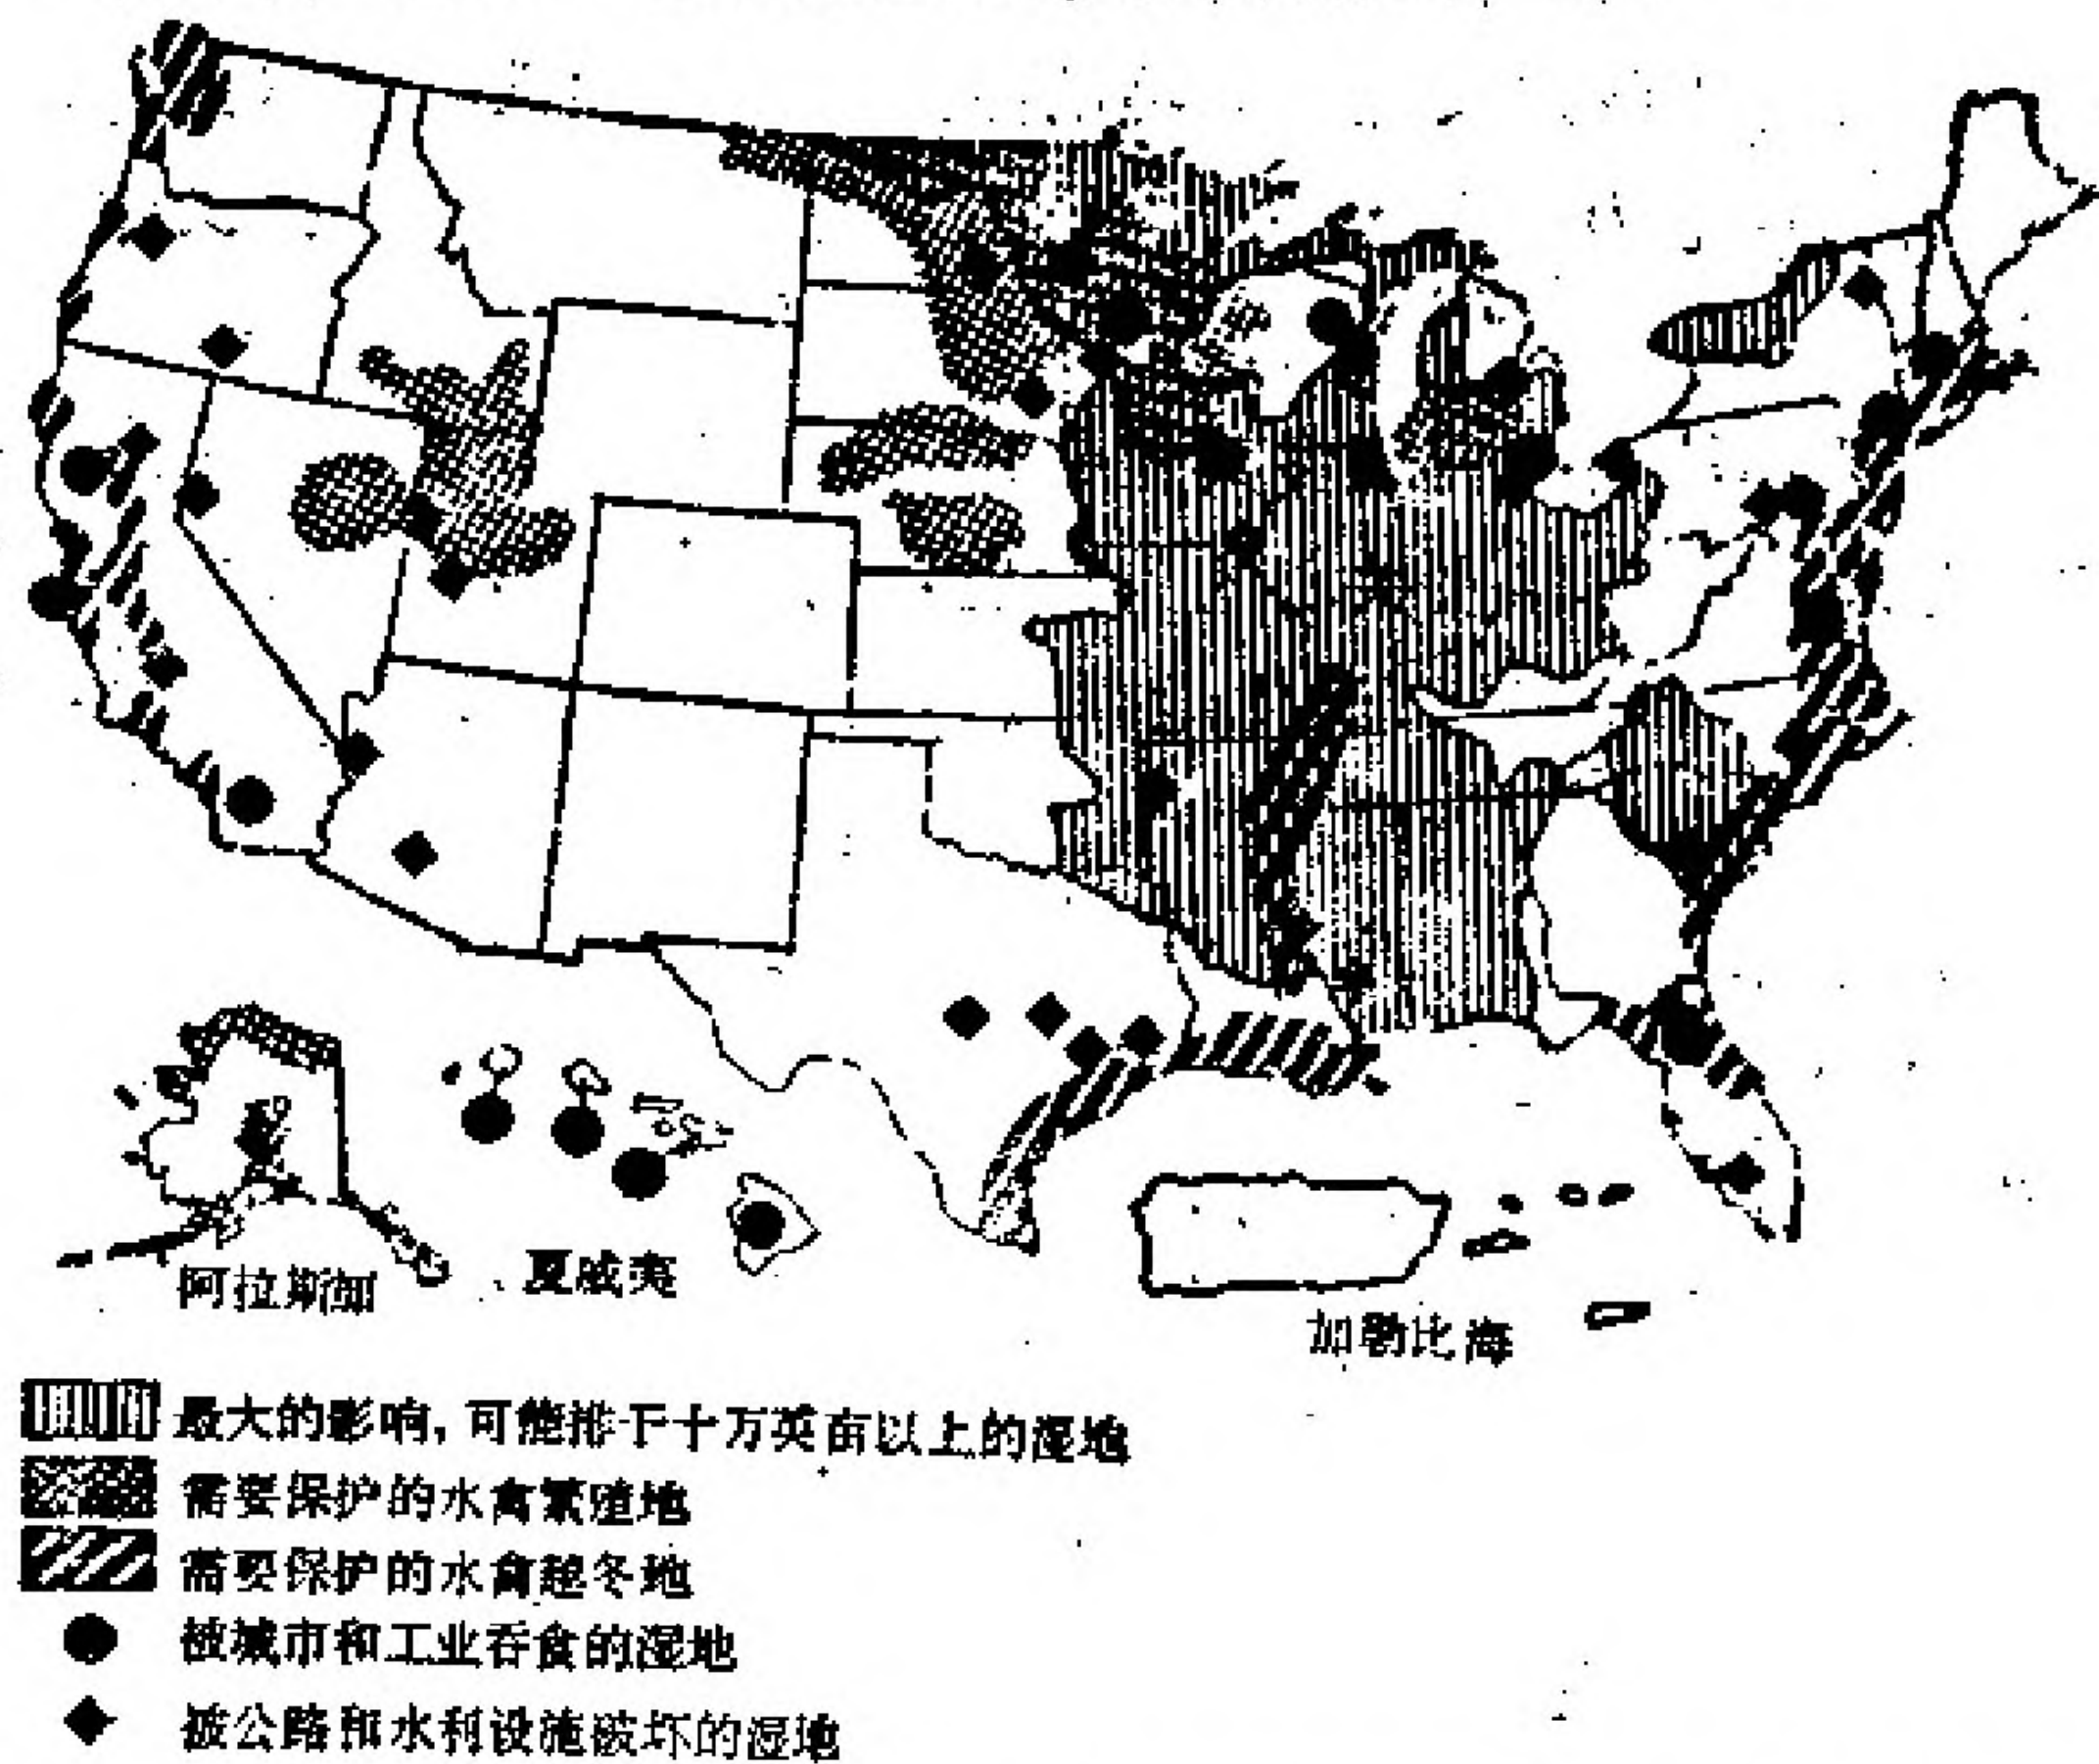 阿拉斯加
夏威夷
加勒比海
最大的影响,可能排干十万英亩以上的湿地
需要保护的水禽繁殖地
需要保护的水禽越冬地
被城市和工业吞食的湿地
被公路和水利设施破坏的湿地